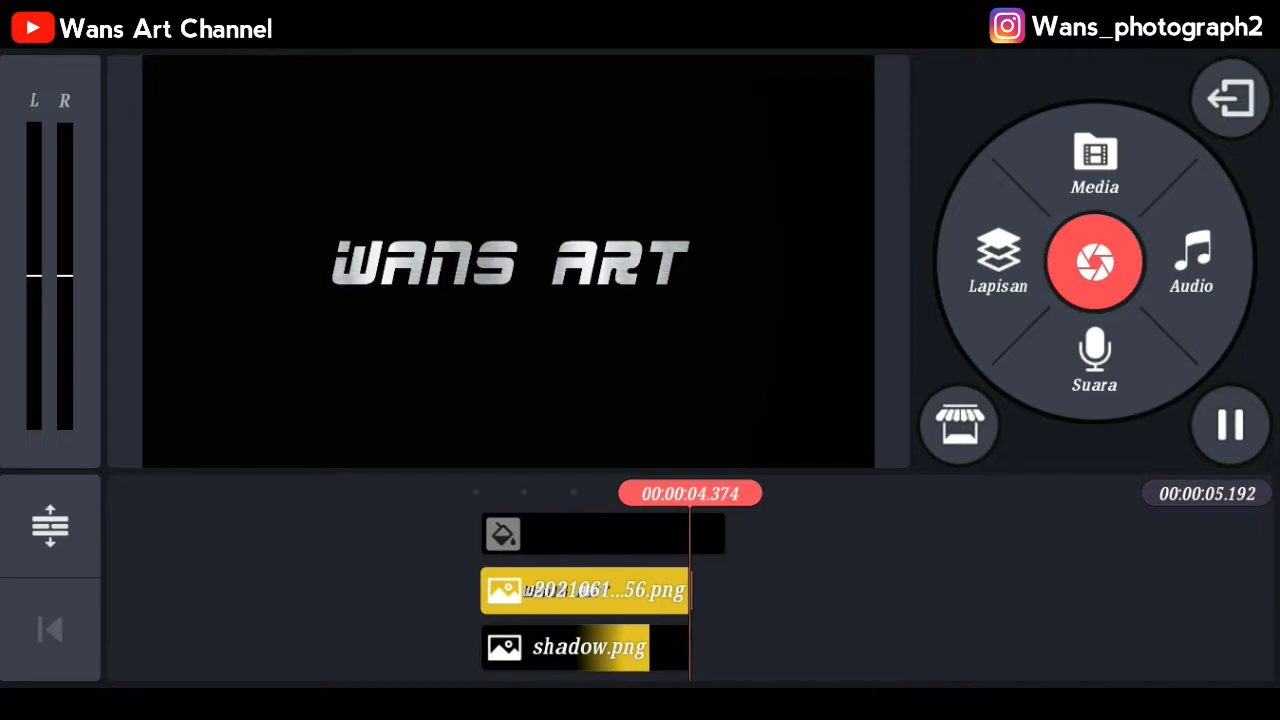 Wans Art Channel
Wans_photograph2
L R
WANS ART
Media
Lapisan
Audio
Suara
00:00:04.374
00:00:05.192
2021061...56.png
shadow.png